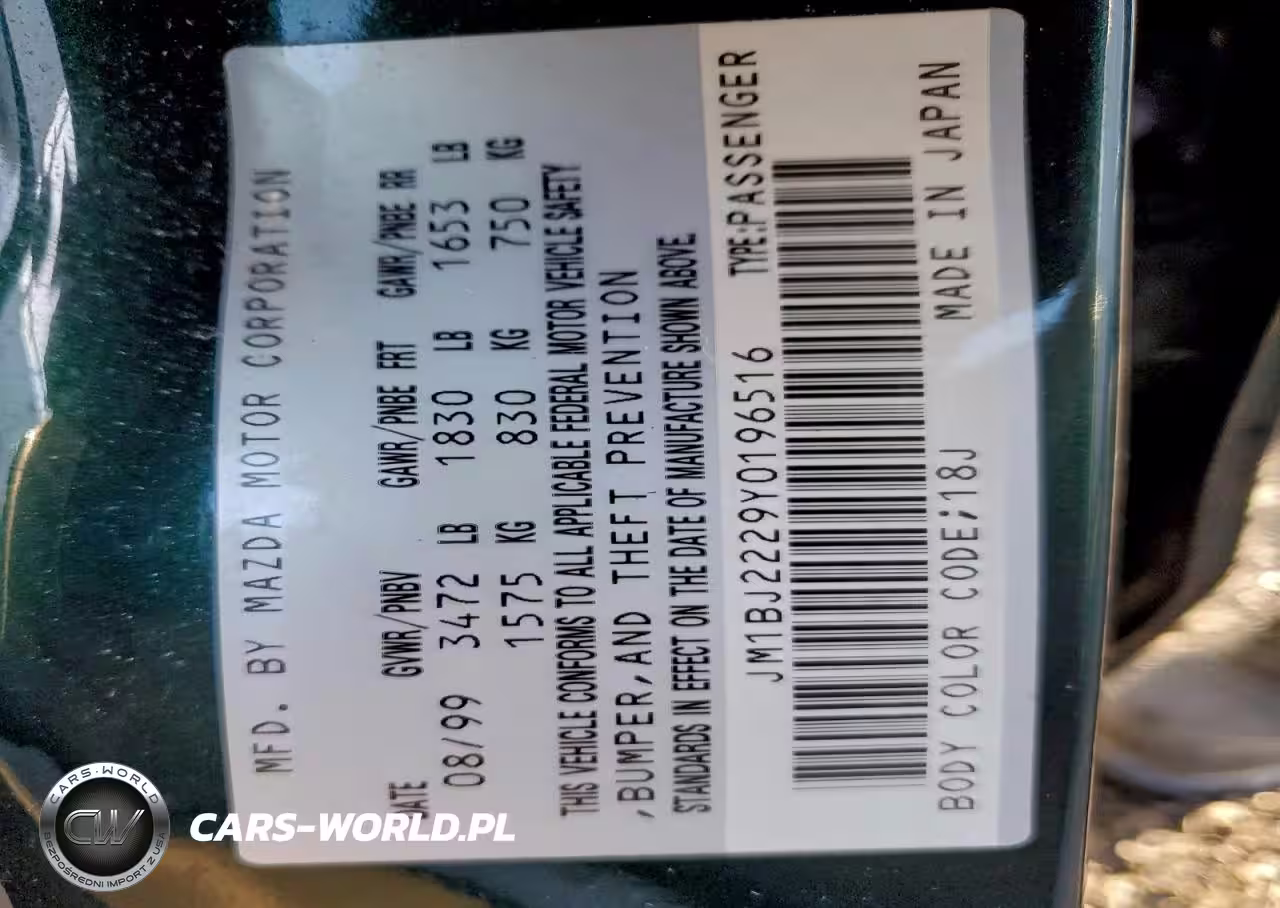 MFD. BY MAZDA MOTOR CORPORATION
DATE GVWR/PNBV GAWR/PNBE FRT GAWR/PNBE RR
08/99 3472 LB 1830 LB 1653 LB
1575 KG 830 KG 750 KG
THIS VEHICLE CONFORMS TO ALL APPLICABLE FEDERAL MOTOR VEHICLE SAFETY
,BUMPER,AND THEFT PREVENTION
STANDARDS IN EFFECT ON THE DATE OF MANUFACTURE SHOWN ABOVE.
JM1BJ2229Y0196516 TYPE:PASSENGER
BODY COLOR CODE;18J MADE IN JAPAN
CARS-WORLD
CW
BEZPOŚREDNI IMPORT Z USA
CARS-WORLD.PL